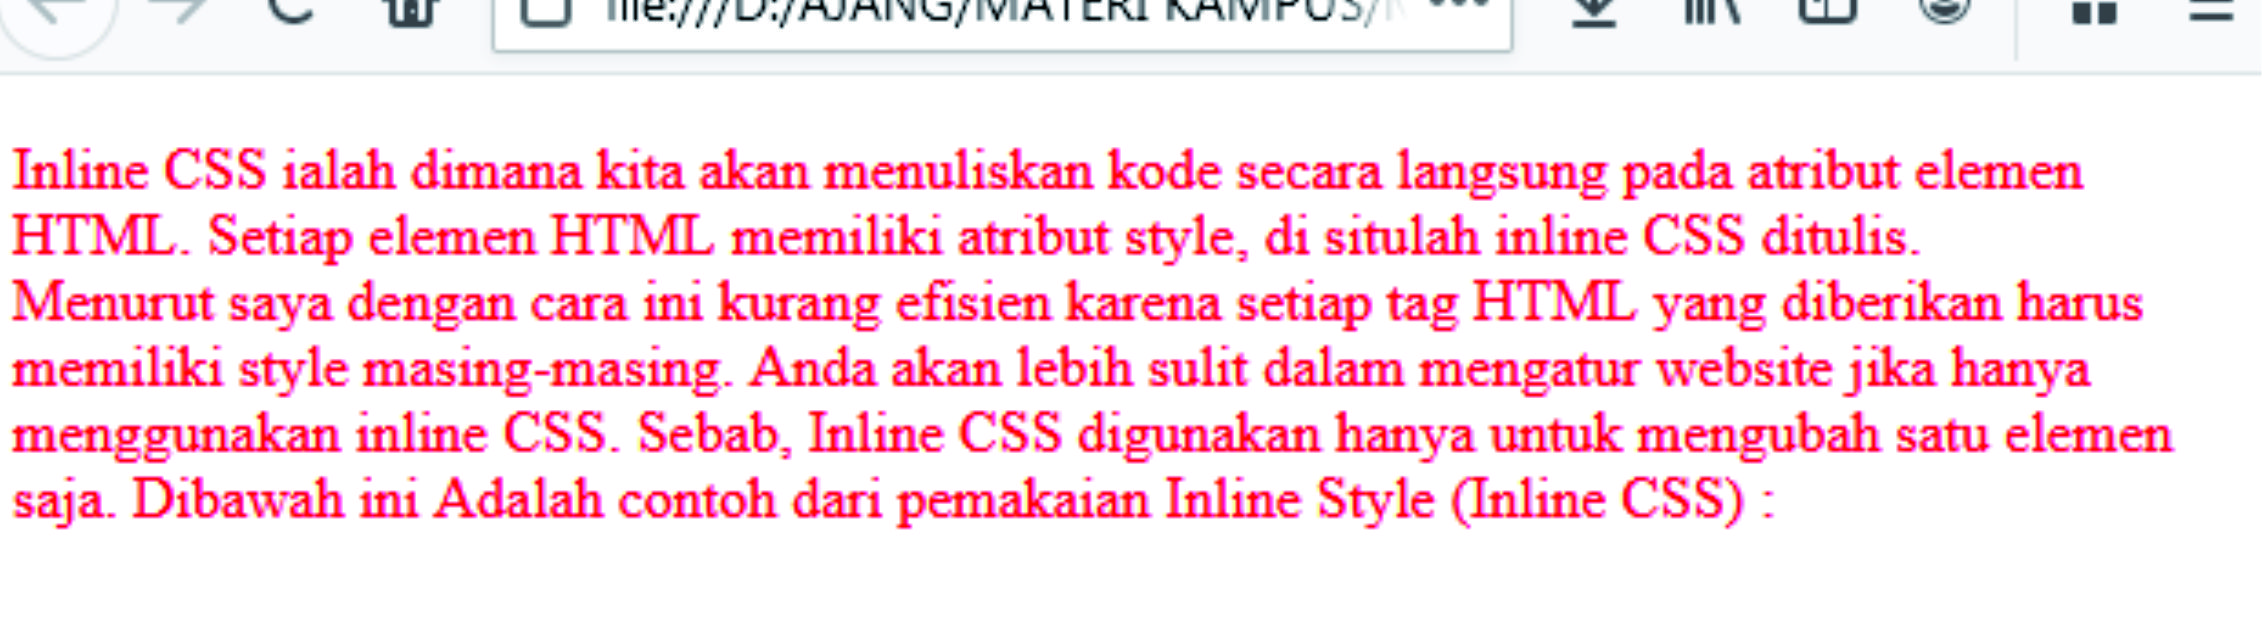 file:///D:/AJANG/MATERI KAMPUS/
Inline CSS ialah dimana kita akan menuliskan kode secara langsung pada atribut elemen
HTML. Setiap elemen HTML memiliki atribut style, di situlah inline CSS ditulis.
Menurut saya dengan cara ini kurang efisien karena setiap tag HTML yang diberikan harus
memiliki style masing-masing. Anda akan lebih sulit dalam mengatur website jika hanya
menggunakan inline CSS. Sebab, Inline CSS digunakan hanya untuk mengubah satu elemen
saja. Dibawah ini Adalah contoh dari pemakaian Inline Style (Inline CSS) :